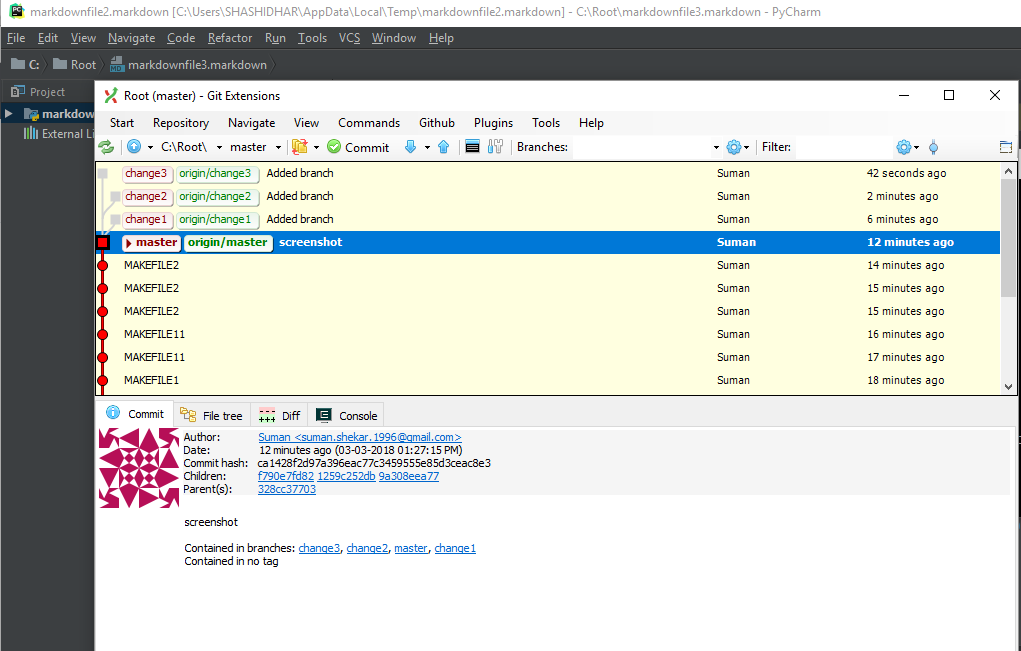 markdownfile2.markdown [C:\Users\SHASHIDHAR\AppData\Local\Temp\markdownfile2.markdown] - C:\Root\markdownfile3.markdown - PyCharm
File Edit View Navigate Code Refactor Run Tools VCS Window Help
C: Root markdownfile3.markdown
Project
markdow
External Li
Root (master) - Git Extensions
Start Repository Navigate View Commands Github Plugins Tools Help
C:\Root\ master Commit Branches: Filter:
change3 origin/change3 Added branch Suman 42 seconds ago
change2 origin/change2 Added branch Suman 2 minutes ago
change1 origin/change1 Added branch Suman 6 minutes ago
master origin/master screenshot Suman 12 minutes ago
MAKEFILE2 Suman 14 minutes ago
MAKEFILE2 Suman 15 minutes ago
MAKEFILE2 Suman 15 minutes ago
MAKEFILE11 Suman 16 minutes ago
MAKEFILE11 Suman 17 minutes ago
MAKEFILE1 Suman 18 minutes ago
Commit File tree Diff Console
Author: Suman <suman.shekar.1996@gmail.com>
Date: 12 minutes ago (03-03-2018 01:27:15 PM)
Commit hash: ca1428f2d97a396eac77c3459555e85d3ceac8e3
Children: f790e7fd82 1259c252db 9a308eea77
Parent(s): 328cc37703
screenshot
Contained in branches: change3, change2, master, change1
Contained in no tag